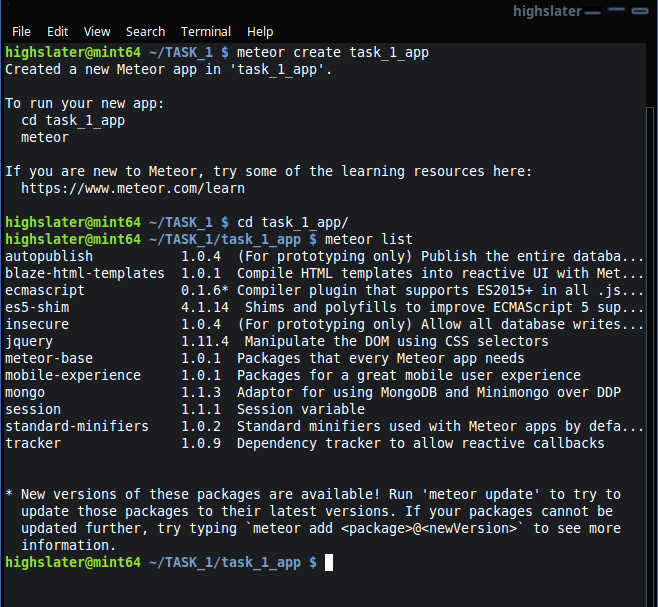 highslater
File Edit View Search Terminal Help
highslater@mint64 ~/TASK_1 $ meteor create task_1_app
Created a new Meteor app in 'task_1_app'.
To run your new app:
  cd task_1_app
  meteor
If you are new to Meteor, try some of the learning resources here:
  https://www.meteor.com/learn
highslater@mint64 ~/TASK_1 $ cd task_1_app/
highslater@mint64 ~/TASK_1/task_1_app $ meteor list
autopublish           1.0.4  (For prototyping only) Publish the entire databa...
blaze-html-templates  1.0.1  Compile HTML templates into reactive UI with Met...
ecmascript            0.1.6* Compiler plugin that supports ES2015+ in all .js...
es5-shim              4.1.14  Shims and polyfills to improve ECMAScript 5 sup...
insecure              1.0.4  (For prototyping only) Allow all database writes...
jquery                1.11.4  Manipulate the DOM using CSS selectors
meteor-base           1.0.1  Packages that every Meteor app needs
mobile-experience     1.0.1  Packages for a great mobile user experience
mongo                 1.1.3  Adaptor for using MongoDB and Minimongo over DDP
session               1.1.1  Session variable
standard-minifiers    1.0.2  Standard minifiers used with Meteor apps by defa...
tracker               1.0.9  Dependency tracker to allow reactive callbacks
* New versions of these packages are available! Run 'meteor update' to try to
  update those packages to their latest versions. If your packages cannot be
  updated further, try typing `meteor add <package>@<newVersion>` to see more
  information.
highslater@mint64 ~/TASK_1/task_1_app $